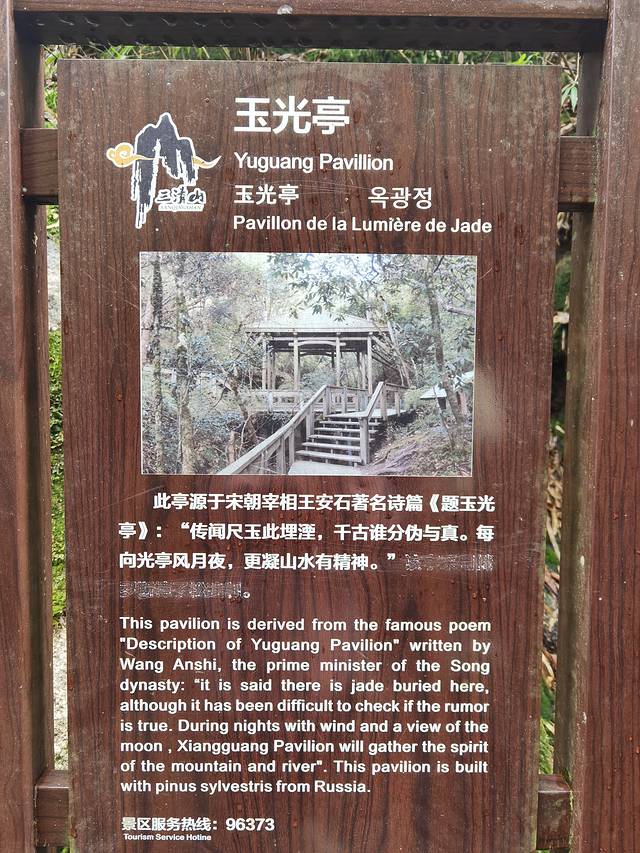 三清山
SANQINGSHAN
玉光亭
Yuguang Pavillion
玉光亭 옥광정
Pavillon de la Lumière de Jade
此亭源于宋朝宰相王安石著名诗篇《题玉光
亭》：“传闻尺玉此埋湮，千古谁分伪与真。每
向光亭风月夜，更凝山水有精神。”
。
This pavilion is derived from the famous poem
"Description of Yuguang Pavilion" written by
Wang Anshi, the prime minister of the Song
dynasty: “it is said there is jade buried here,
although it has been difficult to check if the rumor
is true. During nights with wind and a view of the
moon , Xiangguang Pavilion will gather the spirit
of the mountain and river". This pavilion is built
with pinus sylvestris from Russia.
景区服务热线：96373
Tourism Service Hotine